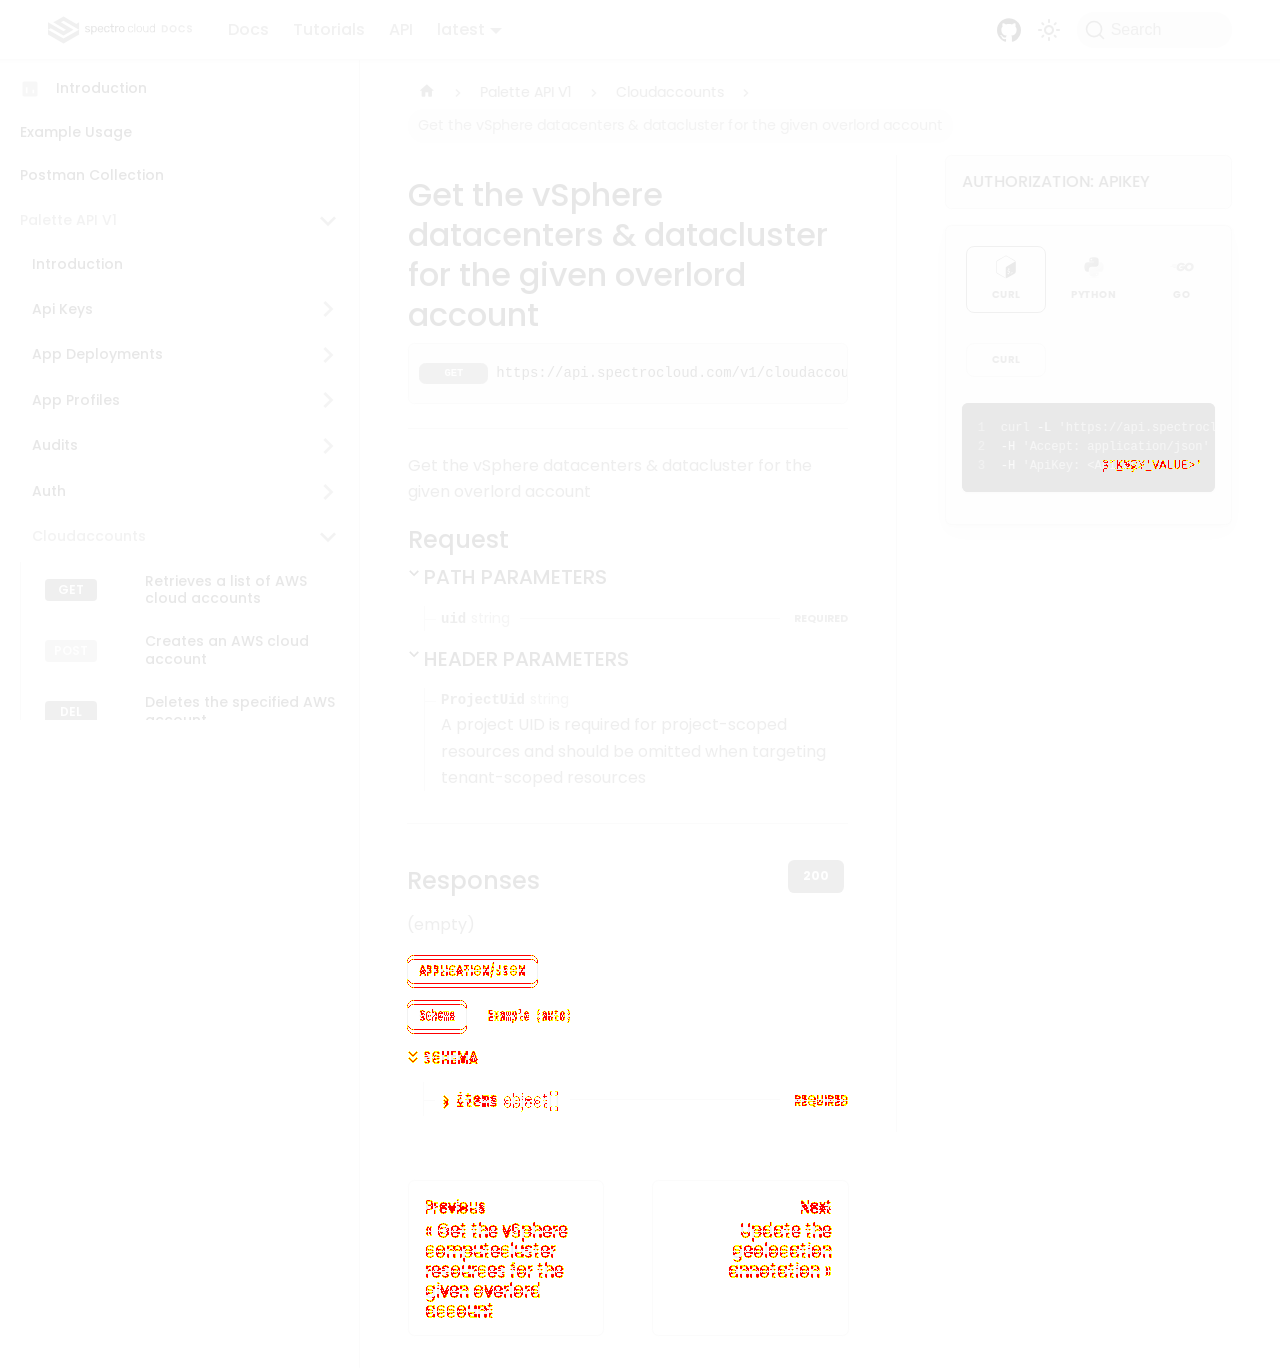 spectro cloud DOCS Docs Tutorials API latest Search
Introduction
Example Usage
Postman Collection
Palette API V1
Introduction
Api Keys
App Deployments
App Profiles
Audits
Auth
Cloudaccounts
GET Retrieves a list of AWS
cloud accounts
POST Creates an AWS cloud
account
DEL Deletes the specified AWS
account
Palette API V1 Cloudaccounts
Get the vSphere datacenters & datacluster for the given overlord account
Get the vSphere
datacenters & datacluster
for the given overlord
account
GET https://api.spectrocloud.com/v1/cloudaccou
Get the vSphere datacenters & datacluster for the
given overlord account
Request
PATH PARAMETERS
uid string REQUIRED
HEADER PARAMETERS
ProjectUid string
A project UID is required for project-scoped
resources and should be omitted when targeting
tenant-scoped resources
Responses 200
(empty)
APPLICATION/JSON
Schema Example (auto)
SCHEMA
items object[] REQUIRED
Previous
« Get the vSphere
computecluster
resources for the
given overlord
account
Next
Update the
geolocation
annotation »
AUTHORIZATION: APIKEY
CURL PYTHON GO
CURL
1 curl -L 'https://api.spectrocl
2 -H 'Accept: application/json'
3 -H 'ApiKey: